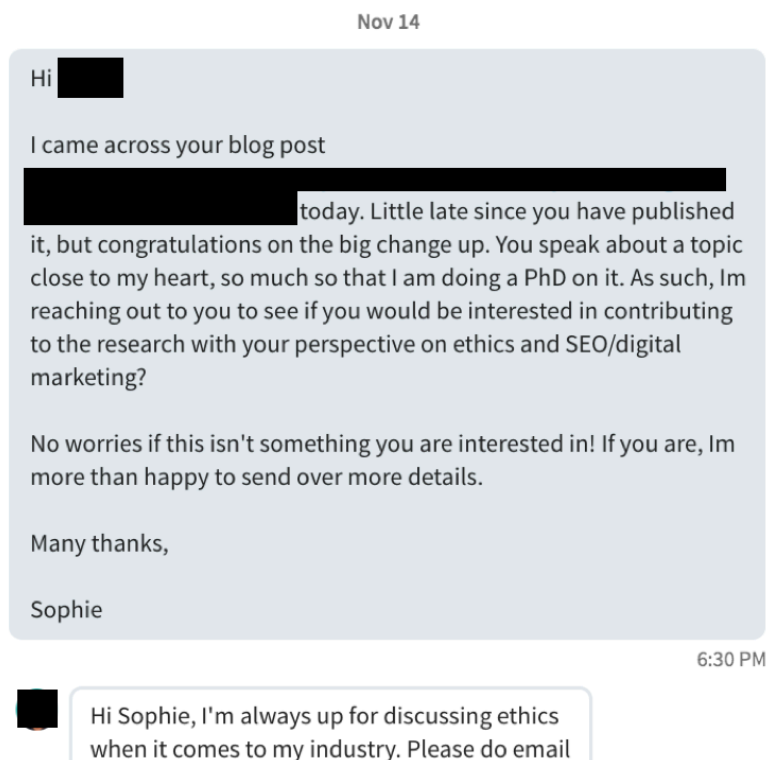 Nov 14
Hi
I came across your blog post
today. Little late since you have published
it, but congratulations on the big change up. You speak about a topic
close to my heart, so much so that I am doing a PhD on it. As such, Im
reaching out to you to see if you would be interested in contributing
to the research with your perspective on ethics and SEO/digital
marketing?
No worries if this isn't something you are interested in! If you are, Im
more than happy to send over more details.
Many thanks,
Sophie
6:30 PM
Hi Sophie, I'm always up for discussing ethics
when it comes to my industry. Please do email